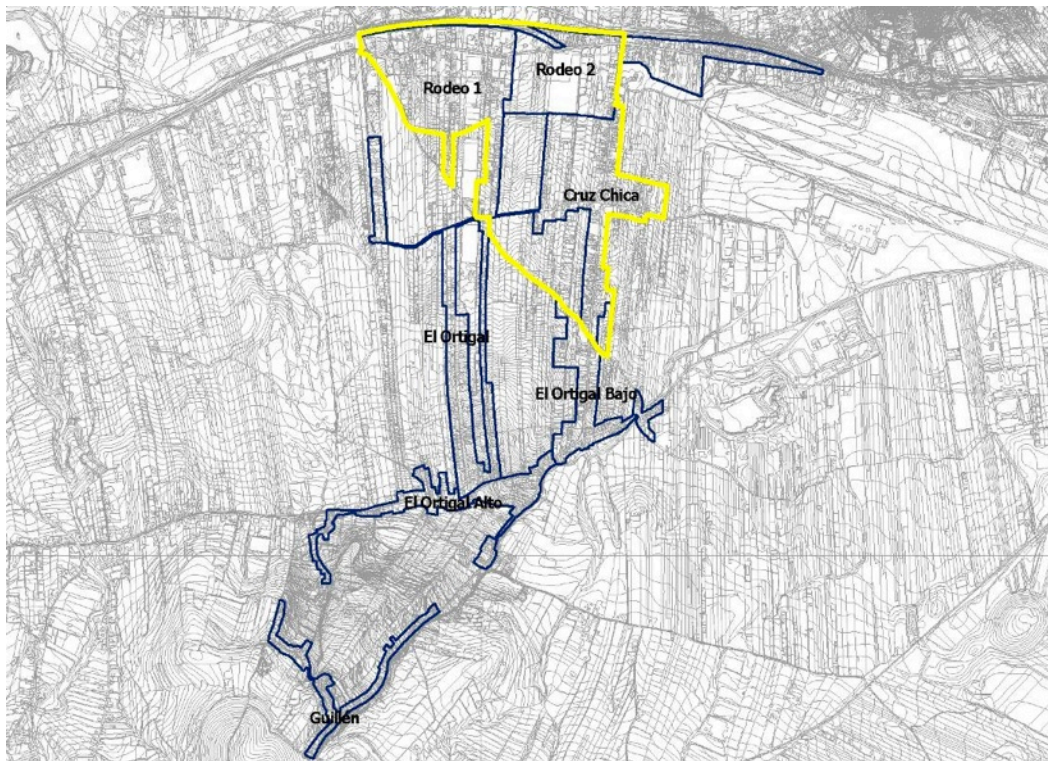 Rodeo 2
Rodeo 1
Cruz Chica
El Ortigal
El Ortigal Bajo
El Ortigal Alto
Guillén